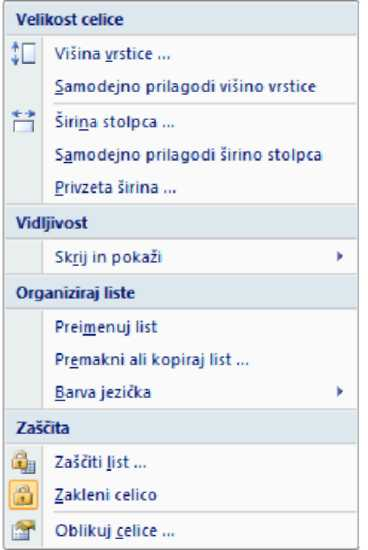 Velikost celice
Višina vrstice ...
Samodejno prilagodi višino vrstice
Širina stolpca ...
Samodejno prilagodi širino stolpca
Privzeta širina ...
Vidljivost
Skrij in pokaži
Organiziraj liste
Preimenuj list
Premakni ali kopiraj list ...
Barva jezička
Zaščita
Zaščiti list ...
Zakleni celico
Oblikuj celice ...